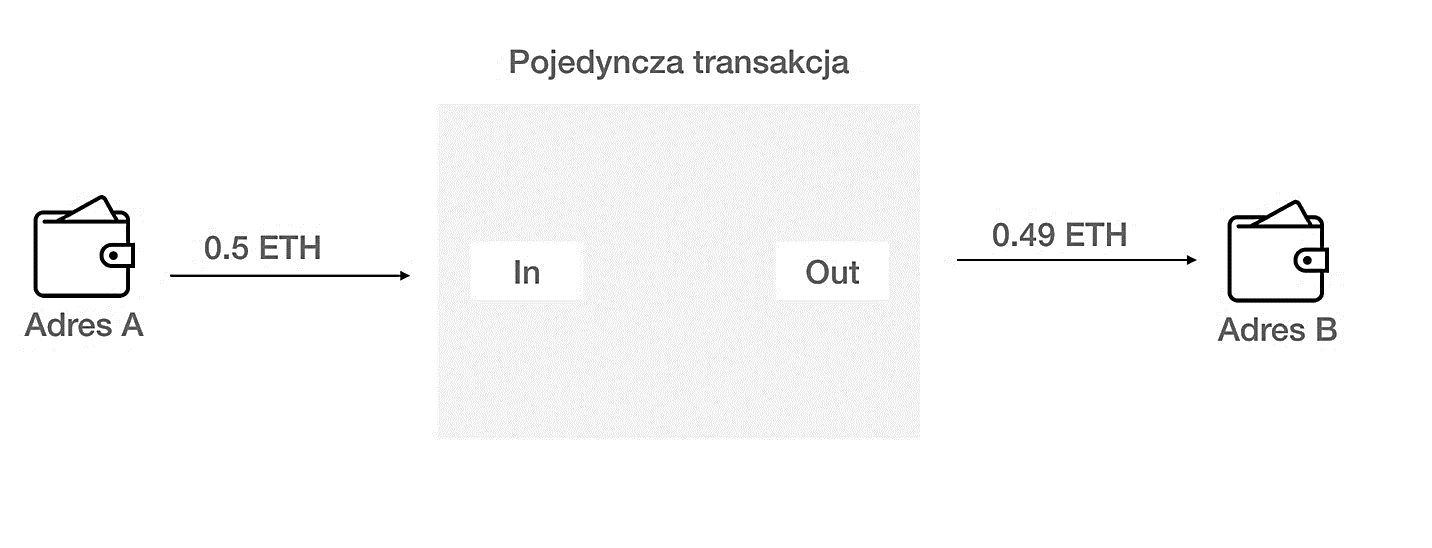 Pojedyncza transakcja
0.5 ETH
In
Out
0.49 ETH
Adres A
Adres B